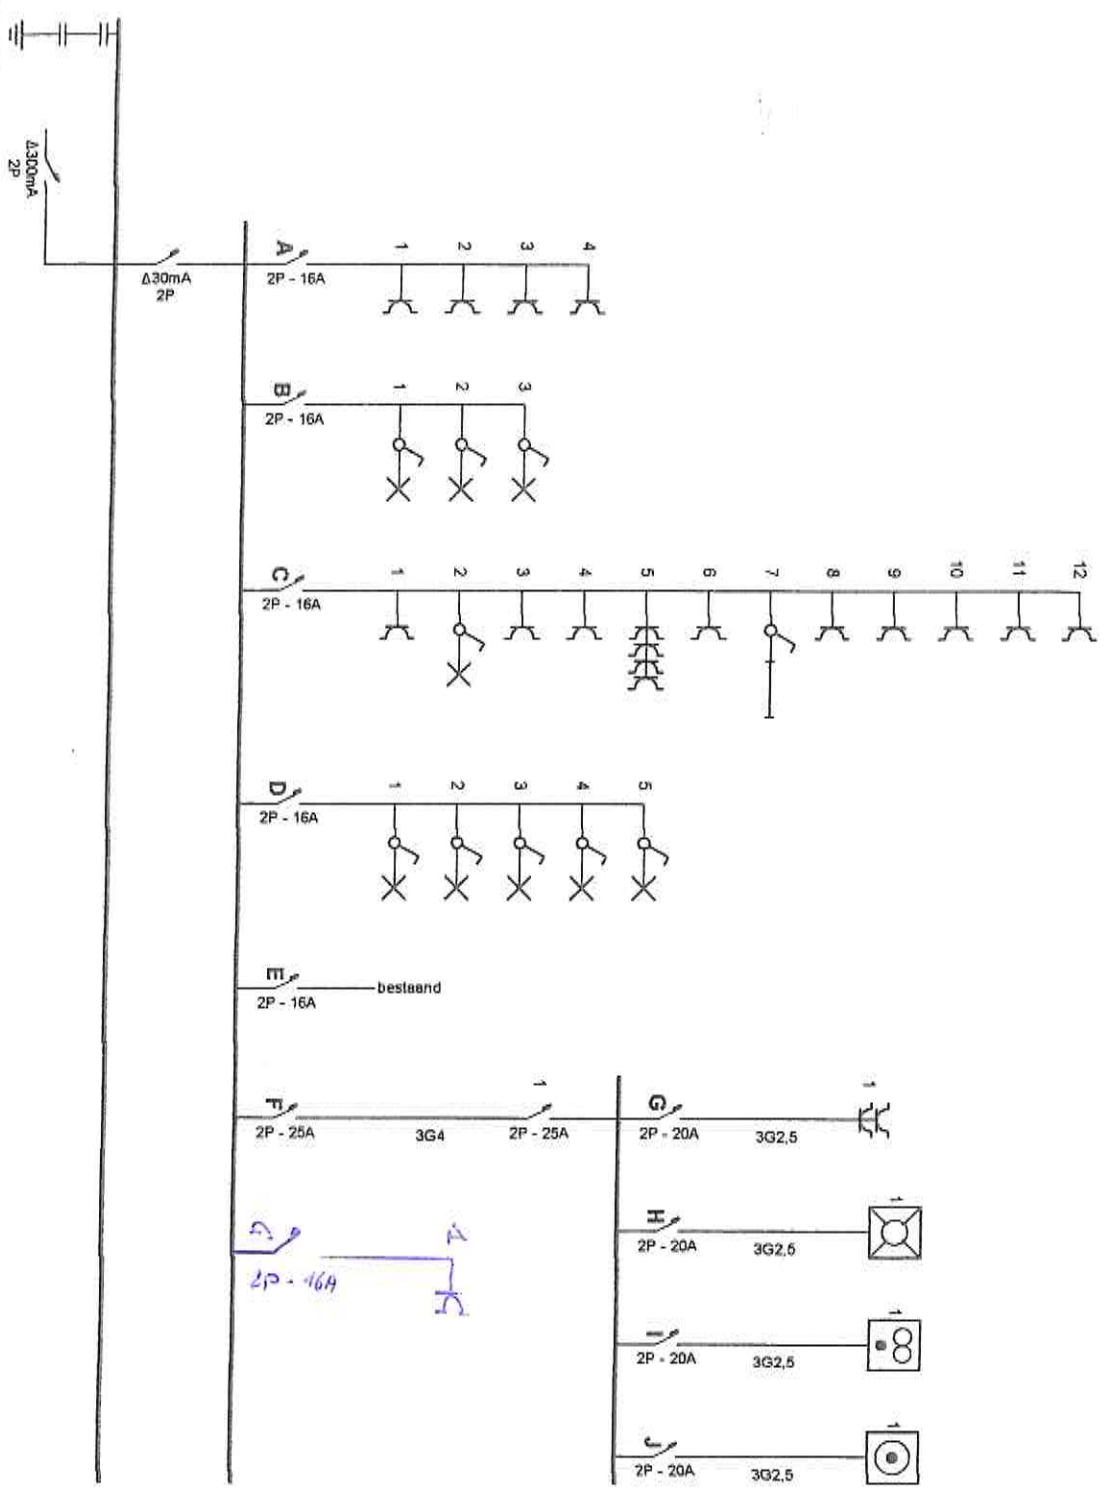 Δ300mA
2P
Δ30mA
2P
A
2P - 16A
1 2 3 4
B
2P - 16A
1 2 3
C
2P - 16A
1 2 3 4 5 6 7 8 9 10 11 12
D
2P - 16A
1 2 3 4 5
E
2P - 16A
bestaand
F
2P - 25A
3G4
1
2P - 25A
G
2P - 20A
3G2,5
1
H
2P - 20A
3G2,5
1
I
2P - 20A
3G2,5
1
J
2P - 20A
3G2,5
1
G
2P - 16A
1